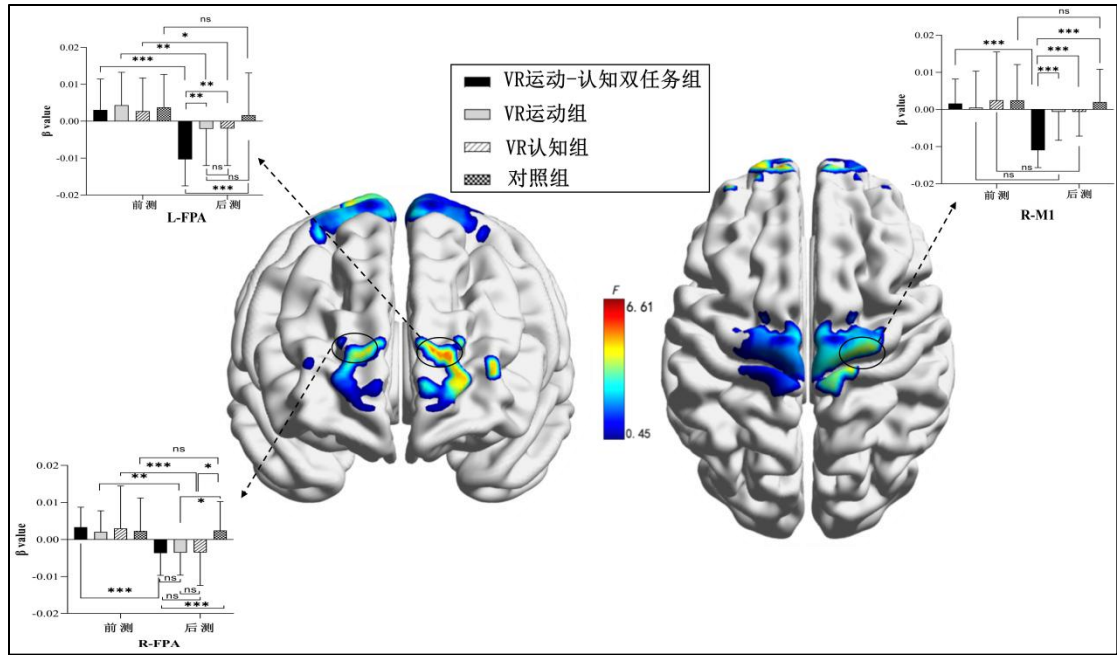 ns
*
**
***
0.02
0.01
0.00
-0.01
-0.02
β value
**
**
ns
ns
***
前测
后测
L-FPA
VR运动-认知双任务组
VR运动组
VR认知组
对照组
ns
***
***
***
***
0.02
0.01
0.00
-0.01
-0.02
β value
ns
ns
前测
后测
R-M1
F
6.61
0.45
ns
***
*
**
*
0.02
0.01
0.00
-0.01
-0.02
β value
ns
ns
***
ns
***
前测
后测
R-FPA